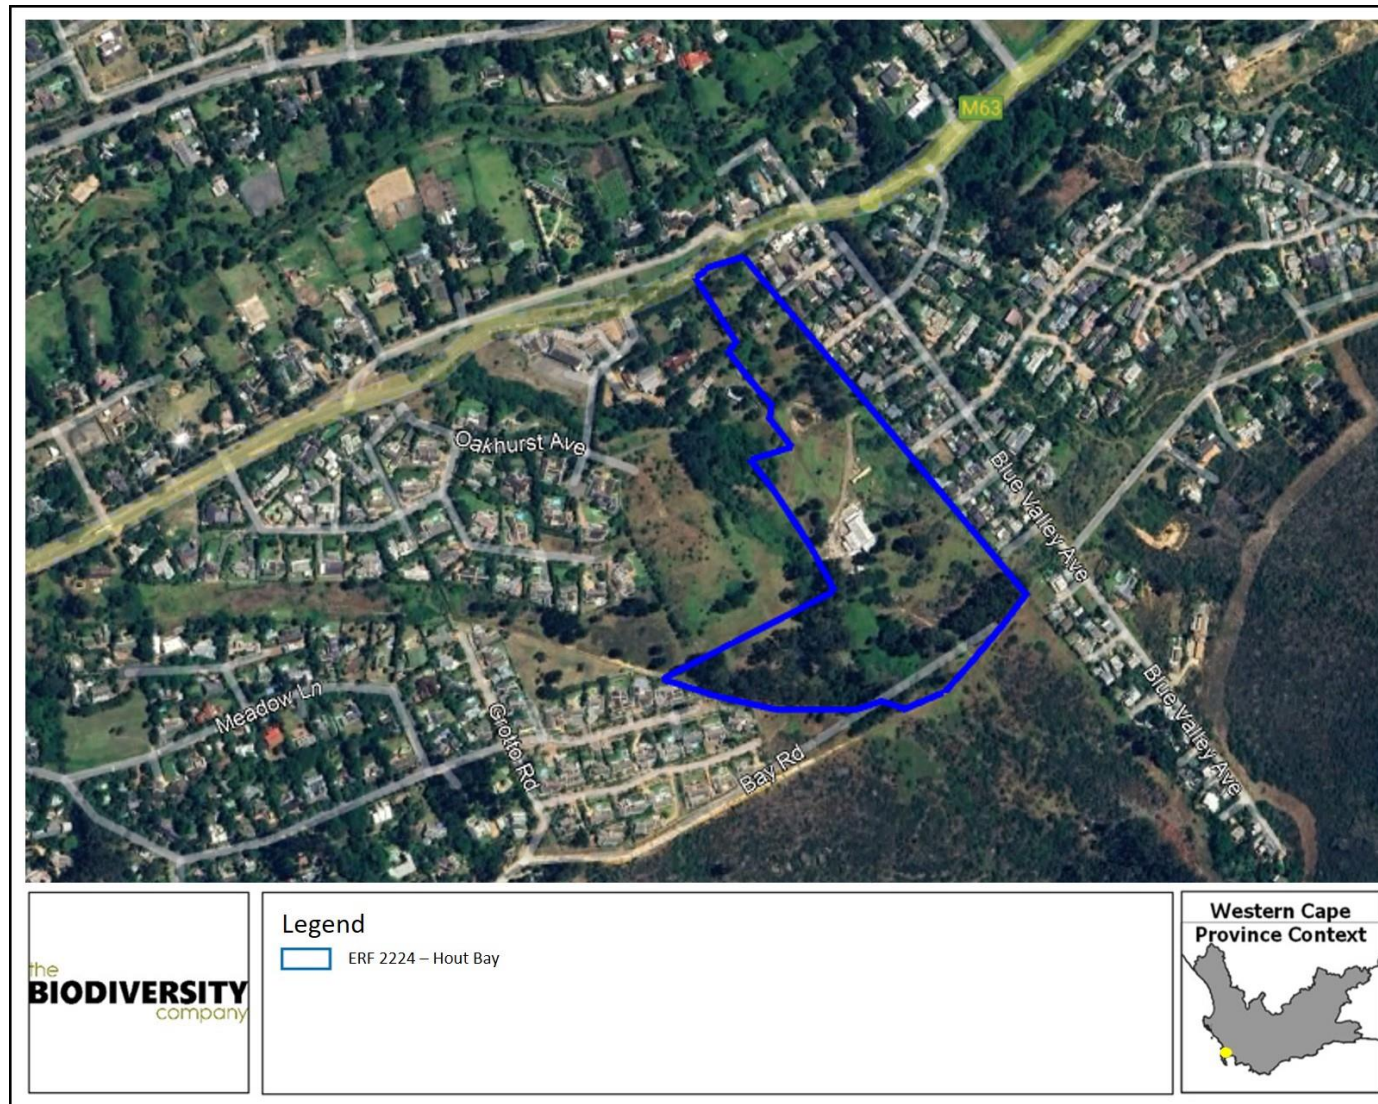 M63
Oakhurst Ave
Blue Valley Ave
Blue Valley Ave
Meadow Ln
Grotto Rd
Bay Rd
the
BIODIVERSITY
company
Legend
ERF 2224 – Hout Bay
Western Cape
Province Context